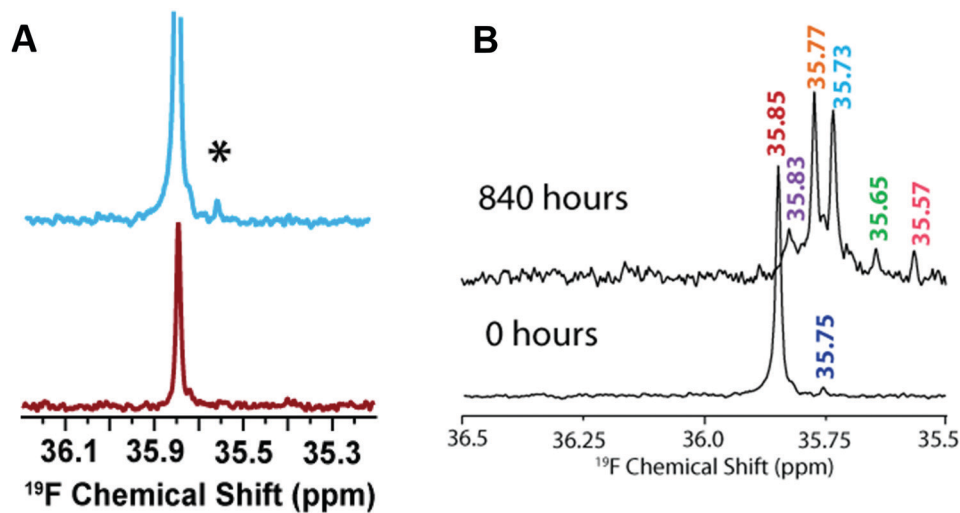 A
*
36.1 35.9 35.5 35.3
19F Chemical Shift (ppm)
B
35.85
35.83
35.77
35.73
35.65
35.57
840 hours
0 hours
35.75
36.5 36.25 36.0 35.75 35.5
19F Chemical Shift (ppm)